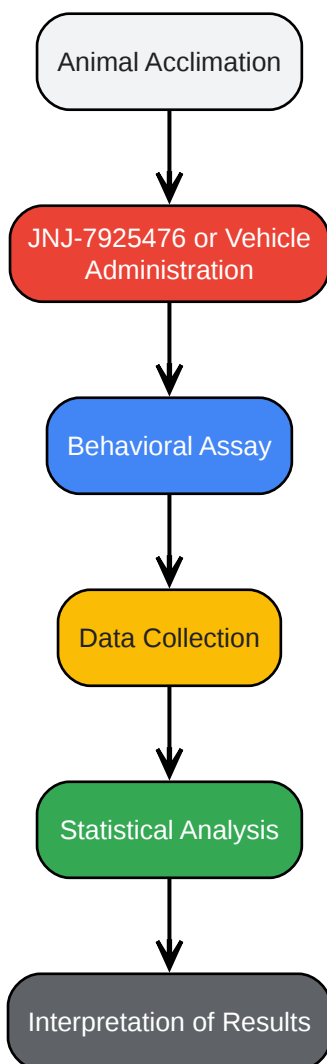 Animal Acclimation
JNJ-7925476 or Vehicle
Administration
Behavioral Assay
Data Collection
Statistical Analysis
Interpretation of Results